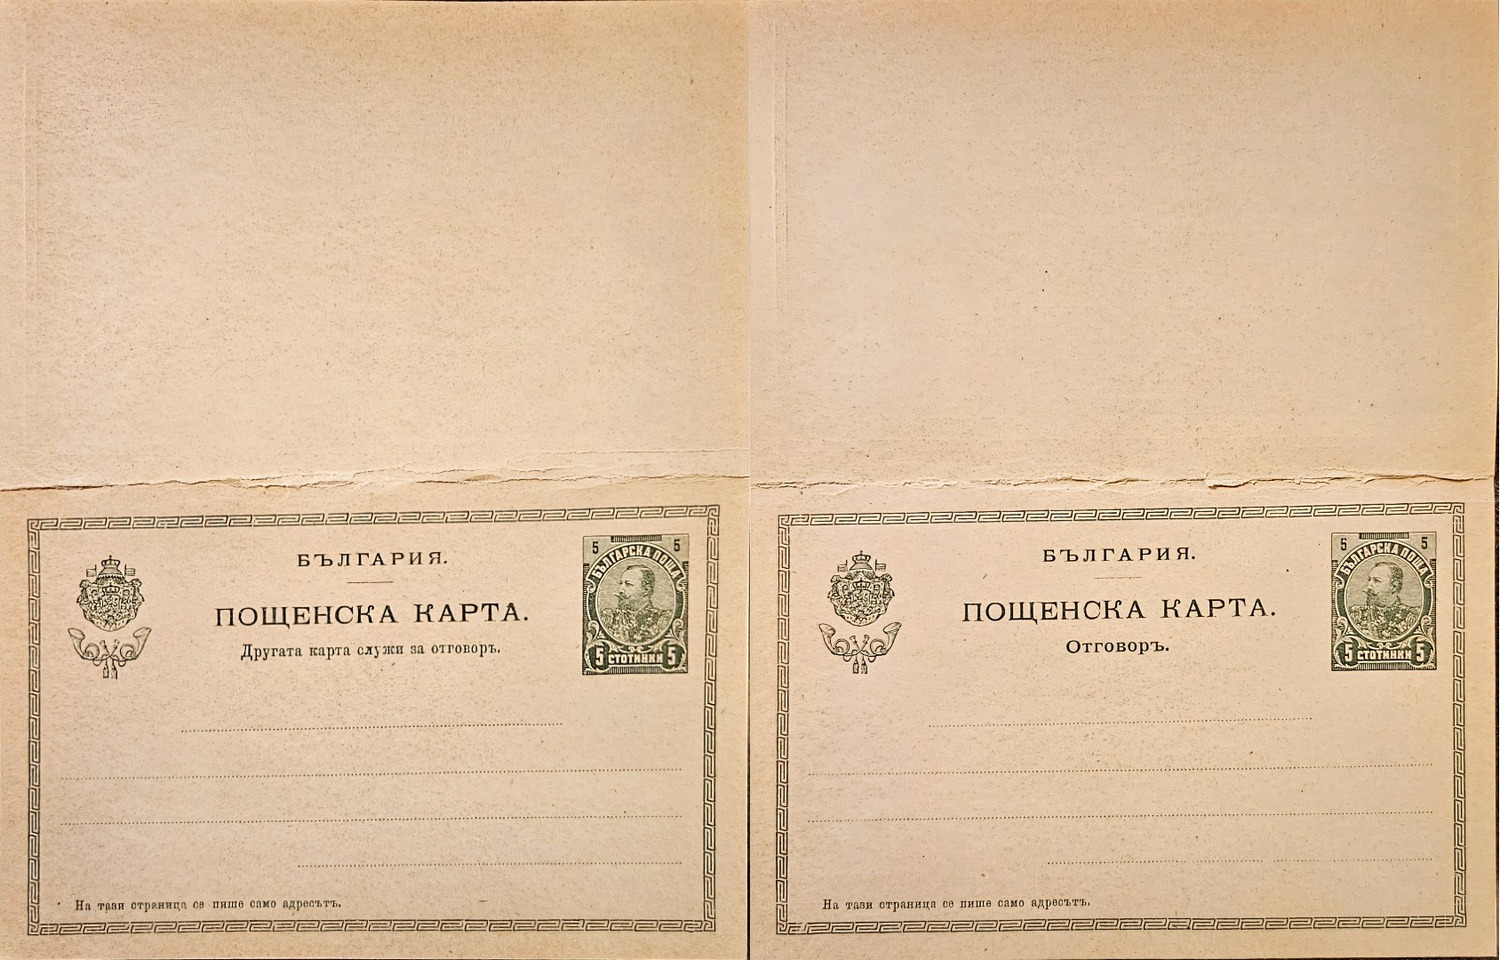 БЪЛГАРИЯ.
ПОЩЕНСКА КАРТА.
Другата карта служи за отговоръ.
5 5
БЪЛГАРСКА ПОЩА
5 СТОТИНКИ 5
На тази страница се пише само адресътъ.
БЪЛГАРИЯ.
ПОЩЕНСКА КАРТА.
Отговоръ.
5 5
БЪЛГАРСКА ПОЩА
5 СТОТИНКИ 5
На тази страница се пише само адресътъ.